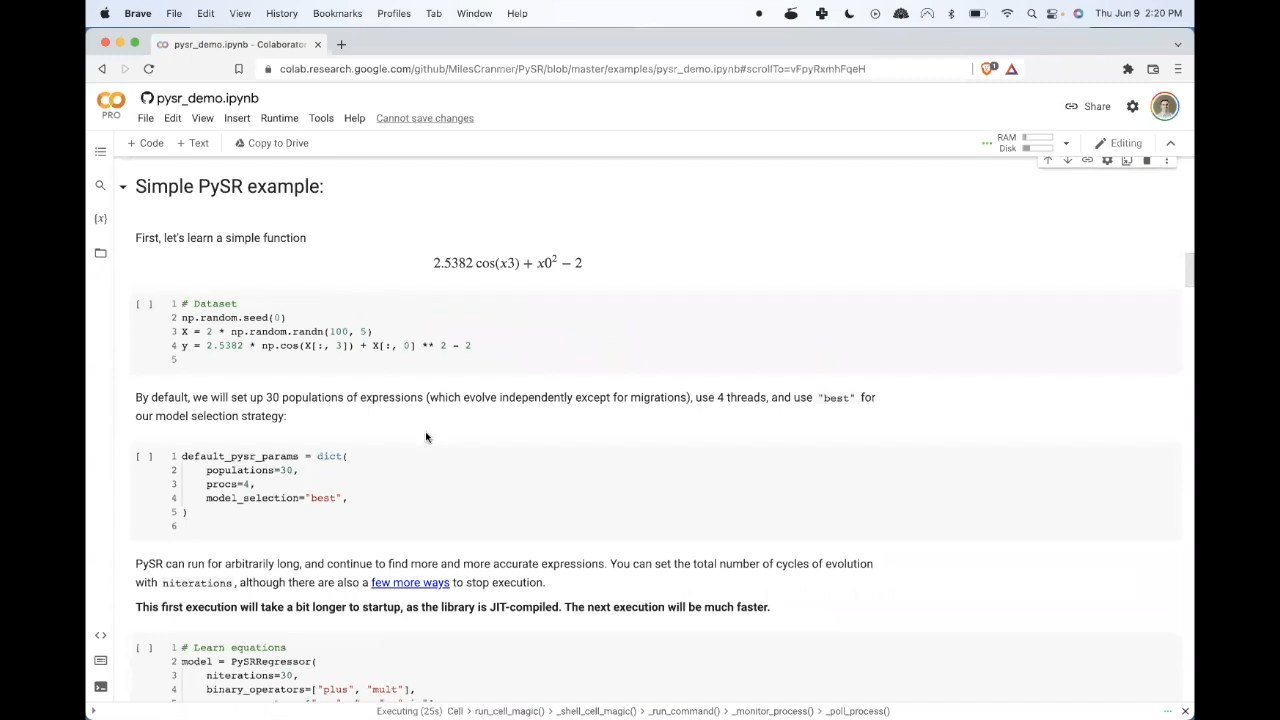 Brave File Edit View History Bookmarks Profiles Tab Window Help Thu Jun 9 2:20 PM
pysr_demo.ipynb - Colaborator
colab.research.google.com/github/MilesCranmer/PySR/blob/master/examples/pysr_demo.ipynb#scrollTo=vFpyRxmhFqeH 1
PRO pysr_demo.ipynb
Share
File Edit View Insert Runtime Tools Help Cannot save changes
+ Code + Text Copy to Drive RAM Disk Editing
Simple PySR example:
First, let's learn a simple function
2.5382 cos(x3) + x0² − 2
[ ] 1 # Dataset
2 np.random.seed(0)
3 X = 2 * np.random.randn(100, 5)
4 y = 2.5382 * np.cos(X[:, 3]) + X[:, 0] ** 2 - 2
5
By default, we will set up 30 populations of expressions (which evolve independently except for migrations), use 4 threads, and use "best" for
our model selection strategy:
[ ] 1 default_pysr_params = dict(
2 populations=30,
3 procs=4,
4 model_selection="best",
5 )
6
PySR can run for arbitrarily long, and continue to find more and more accurate expressions. You can set the total number of cycles of evolution
with niterations, although there are also a few more ways to stop execution.
This first execution will take a bit longer to startup, as the library is JIT-compiled. The next execution will be much faster.
[ ] 1 # Learn equations
2 model = PySRRegressor(
3 niterations=30,
4 binary_operators=["plus", "mult"],
Executing (25s) Cell > run_cell_magic() > _shell_cell_magic() > _run_command() > _monitor_process() > _poll_process()